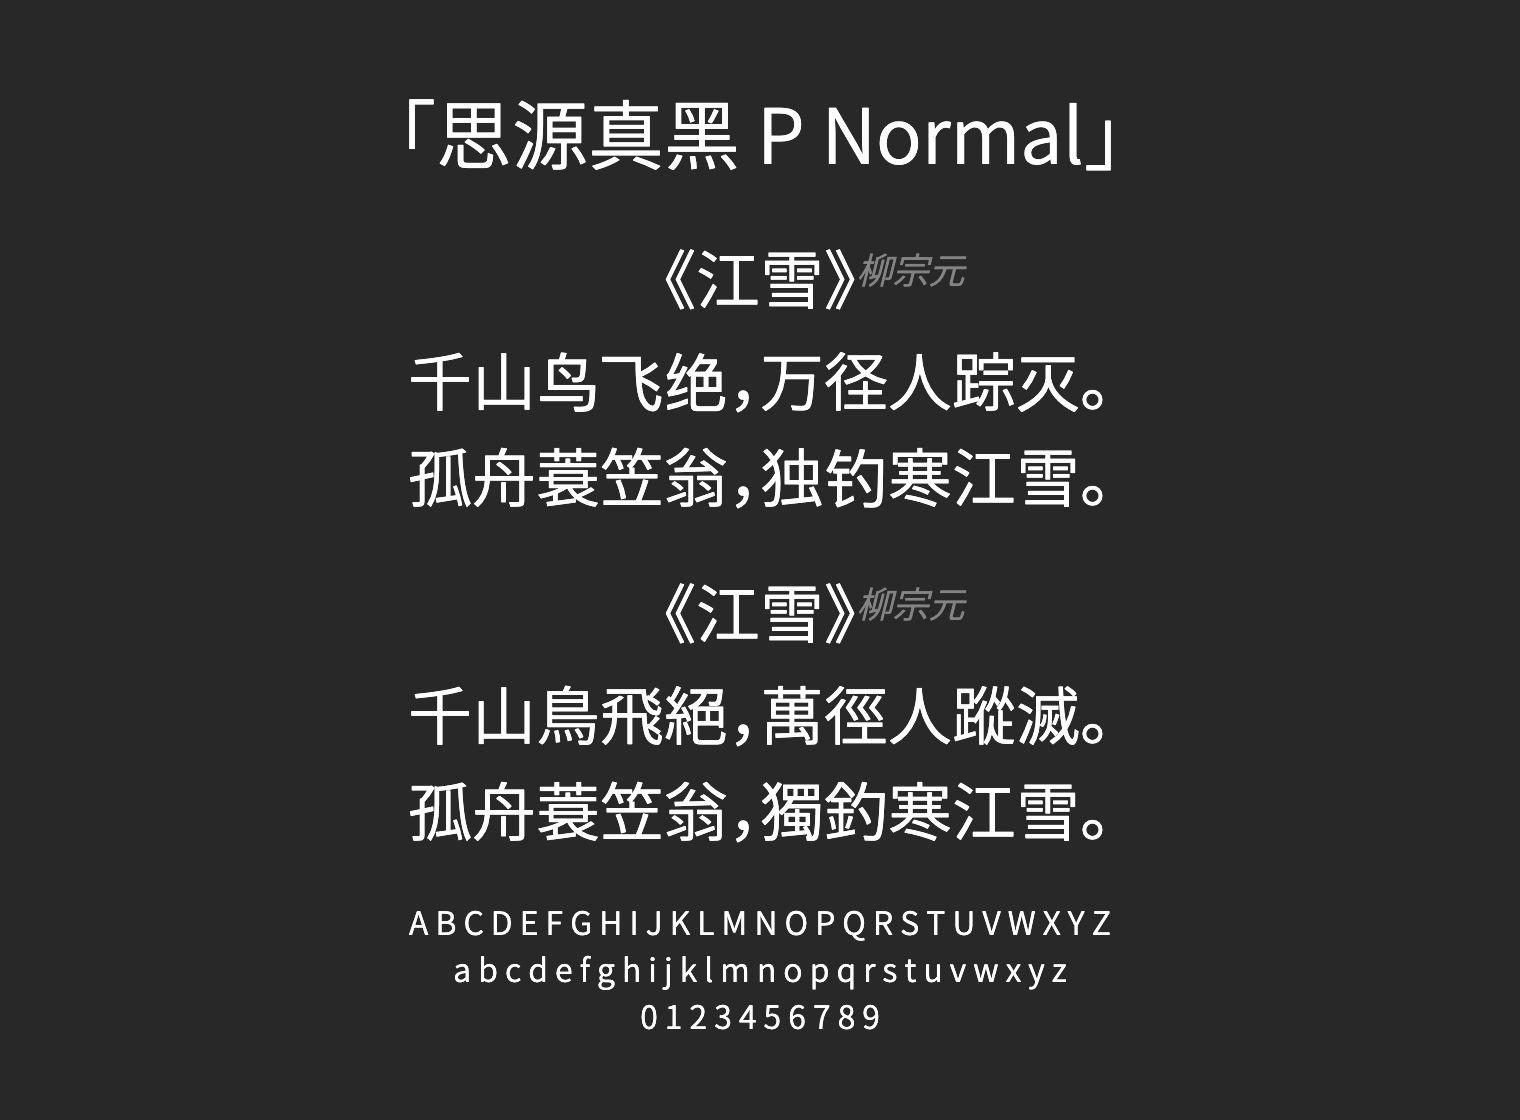 「思源真黑 P Normal」
《江雪》柳宗元
千山鸟飞绝，万径人踪灭。
孤舟蓑笠翁，独钓寒江雪。
《江雪》柳宗元
千山鳥飛絕，萬徑人蹤滅。
孤舟蓑笠翁，獨釣寒江雪。
A B C D E F G H I J K L M N O P Q R S T U V W X Y Z
a b c d e f g h i j k l m n o p q r s t u v w x y z
0 1 2 3 4 5 6 7 8 9